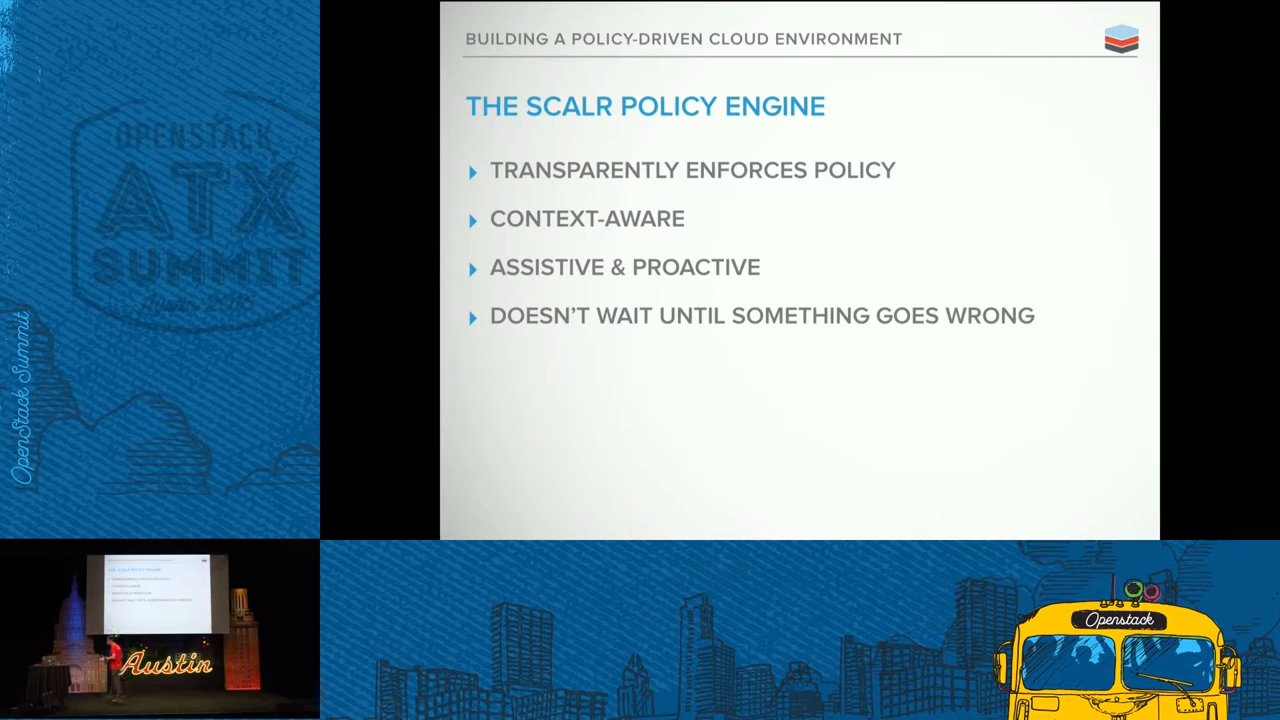 BUILDING A POLICY-DRIVEN CLOUD ENVIRONMENT
THE SCALR POLICY ENGINE
TRANSPARENTLY ENFORCES POLICY
CONTEXT-AWARE
ASSISTIVE & PROACTIVE
DOESN'T WAIT UNTIL SOMETHING GOES WRONG
OPENSTACK
ATX
SUMMIT
OpenStack Summit
Austin
Openstack